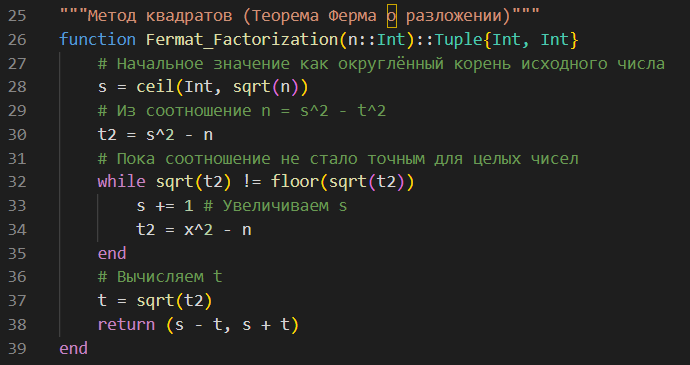 25 """Метод квадратов (Теорема Ферма о разложении)"""
26 function Fermat_Factorization(n::Int)::Tuple{Int, Int}
27     # Начальное значение как округлённый корень исходного числа
28     s = ceil(Int, sqrt(n))
29     # Из соотношение n = s^2 - t^2
30     t2 = s^2 - n
31     # Пока соотношение не стало точным для целых чисел
32     while sqrt(t2) != floor(sqrt(t2))
33         s += 1 # Увеличиваем s
34         t2 = x^2 - n
35     end
36     # Вычисляем t
37     t = sqrt(t2)
38     return (s - t, s + t)
39 end